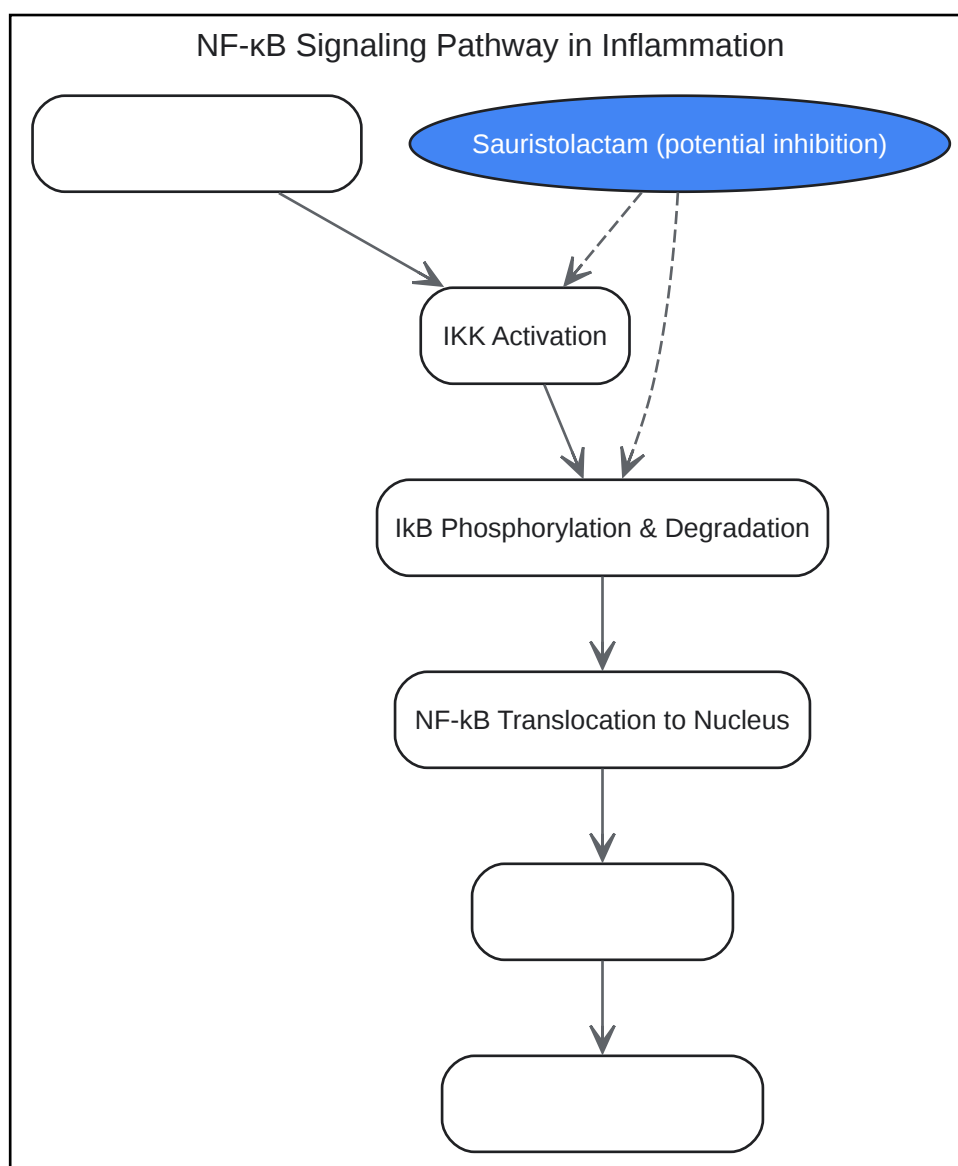 NF-κB Signaling Pathway in Inflammation
Sauristolactam (potential inhibition)
IKK Activation
IkB Phosphorylation & Degradation
NF-kB Translocation to Nucleus